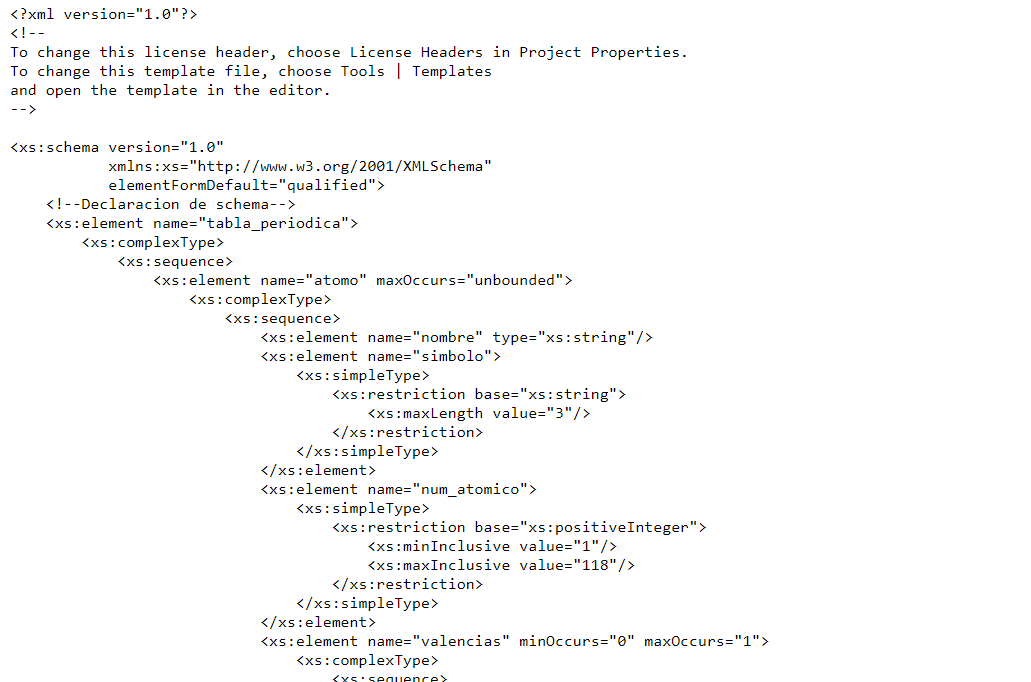 <?xml version="1.0"?>
<!--
To change this license header, choose License Headers in Project Properties.
To change this template file, choose Tools | Templates
and open the template in the editor.
-->

<xs:schema version="1.0"
           xmlns:xs="http://www.w3.org/2001/XMLSchema"
           elementFormDefault="qualified">
    <!--Declaracion de schema-->
    <xs:element name="tabla_periodica">
        <xs:complexType>
            <xs:sequence>
                <xs:element name="atomo" maxOccurs="unbounded">
                    <xs:complexType>
                        <xs:sequence>
                            <xs:element name="nombre" type="xs:string"/>
                            <xs:element name="simbolo">
                                <xs:simpleType>
                                    <xs:restriction base="xs:string">
                                        <xs:maxLength value="3"/>
                                    </xs:restriction>
                                </xs:simpleType>
                            </xs:element>
                            <xs:element name="num_atomico">
                                <xs:simpleType>
                                    <xs:restriction base="xs:positiveInteger">
                                        <xs:minInclusive value="1"/>
                                        <xs:maxInclusive value="118"/>
                                    </xs:restriction>
                                </xs:simpleType>
                            </xs:element>
                            <xs:element name="valencias" minOccurs="0" maxOccurs="1">
                                <xs:complexType>
                                    <xs:sequence>